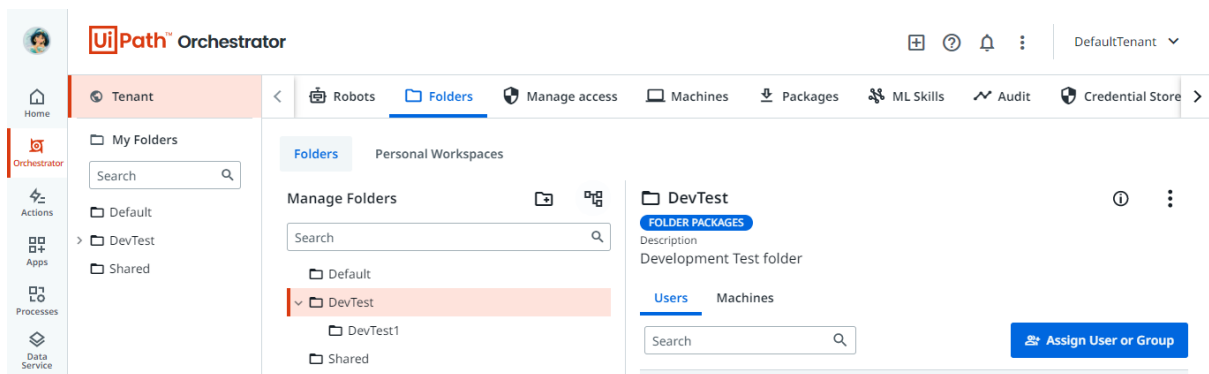 UiPath™ Orchestrator
DefaultTenant
Home
Orchestrator
Actions
Apps
Processes
Data
Service
Tenant
My Folders
Search
Default
DevTest
Shared
Robots
Folders
Manage access
Machines
Packages
ML Skills
Audit
Credential Store
Folders
Personal Workspaces
Manage Folders
Search
Default
DevTest
DevTest1
Shared
DevTest
FOLDER PACKAGES
Description
Development Test folder
Users
Machines
Search
Assign User or Group